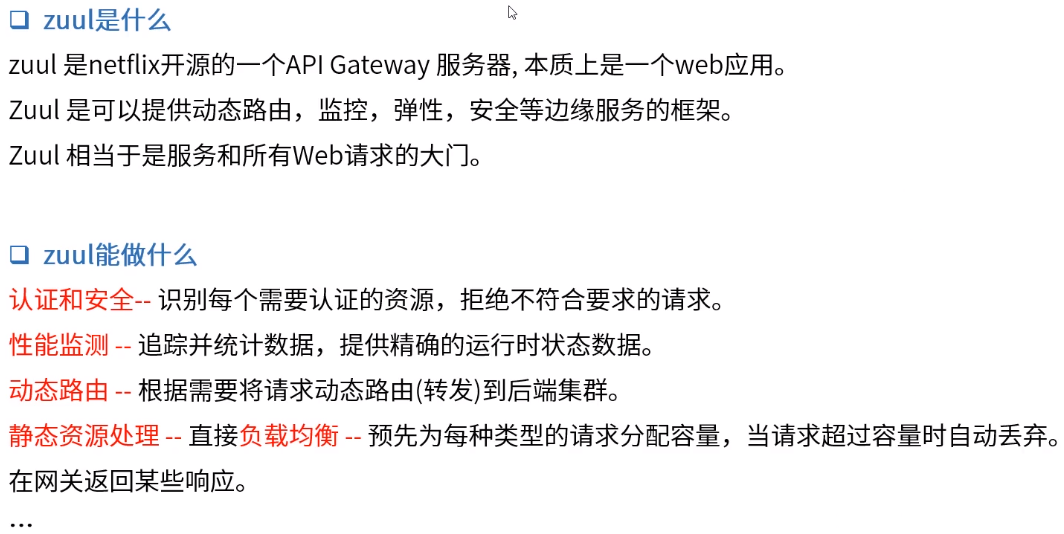 ❑ zuul是什么
zuul 是netflix开源的一个API Gateway 服务器, 本质上是一个web应用。
Zuul 是可以提供动态路由，监控，弹性，安全等边缘服务的框架。
Zuul 相当于是服务和所有Web请求的大门。
❑ zuul能做什么
认证和安全-- 识别每个需要认证的资源，拒绝不符合要求的请求。
性能监测 -- 追踪并统计数据，提供精确的运行时状态数据。
动态路由 -- 根据需要将请求动态路由(转发)到后端集群。
静态资源处理 -- 直接负载均衡 -- 预先为每种类型的请求分配容量，当请求超过容量时自动丢弃。
在网关返回某些响应。
...